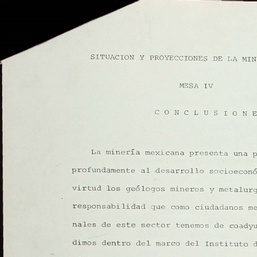 SITUACION Y PROYECCIONES DE LA MIN
MESA IV
C O N C L U S I O N E
La minería mexicana presenta una p
profundamente al desarrollo socioeconó
virtud los geólogos mineros y metalurg
responsabilidad que como ciudadanos me
nales de este sector tenemos de coadyu
dimos dentro del marco del Instituto d